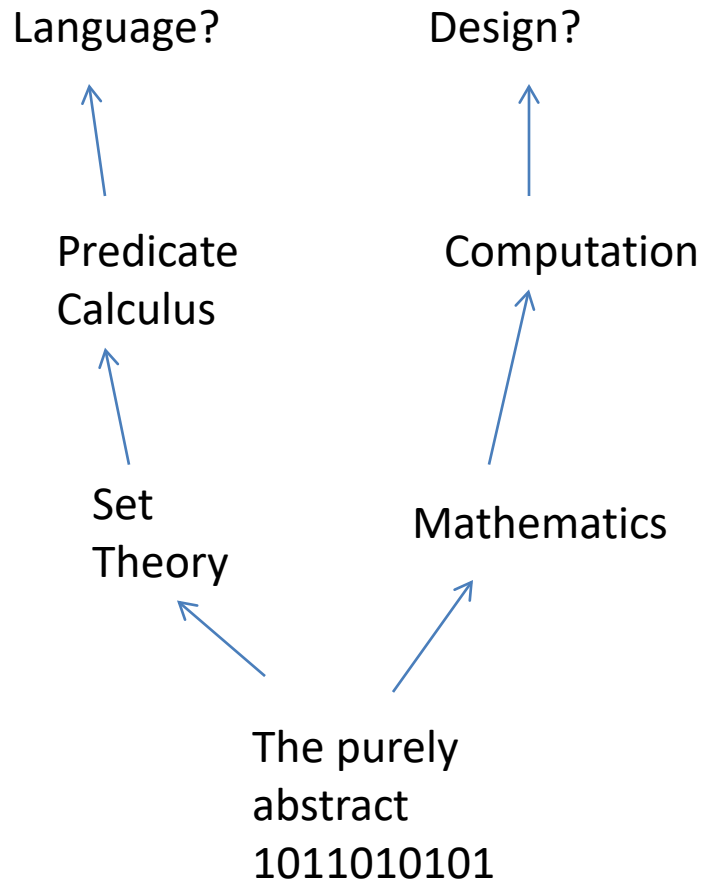 Language?
Design?
Predicate
Calculus
Computation
Set
Theory
Mathematics
The purely
abstract
1011010101